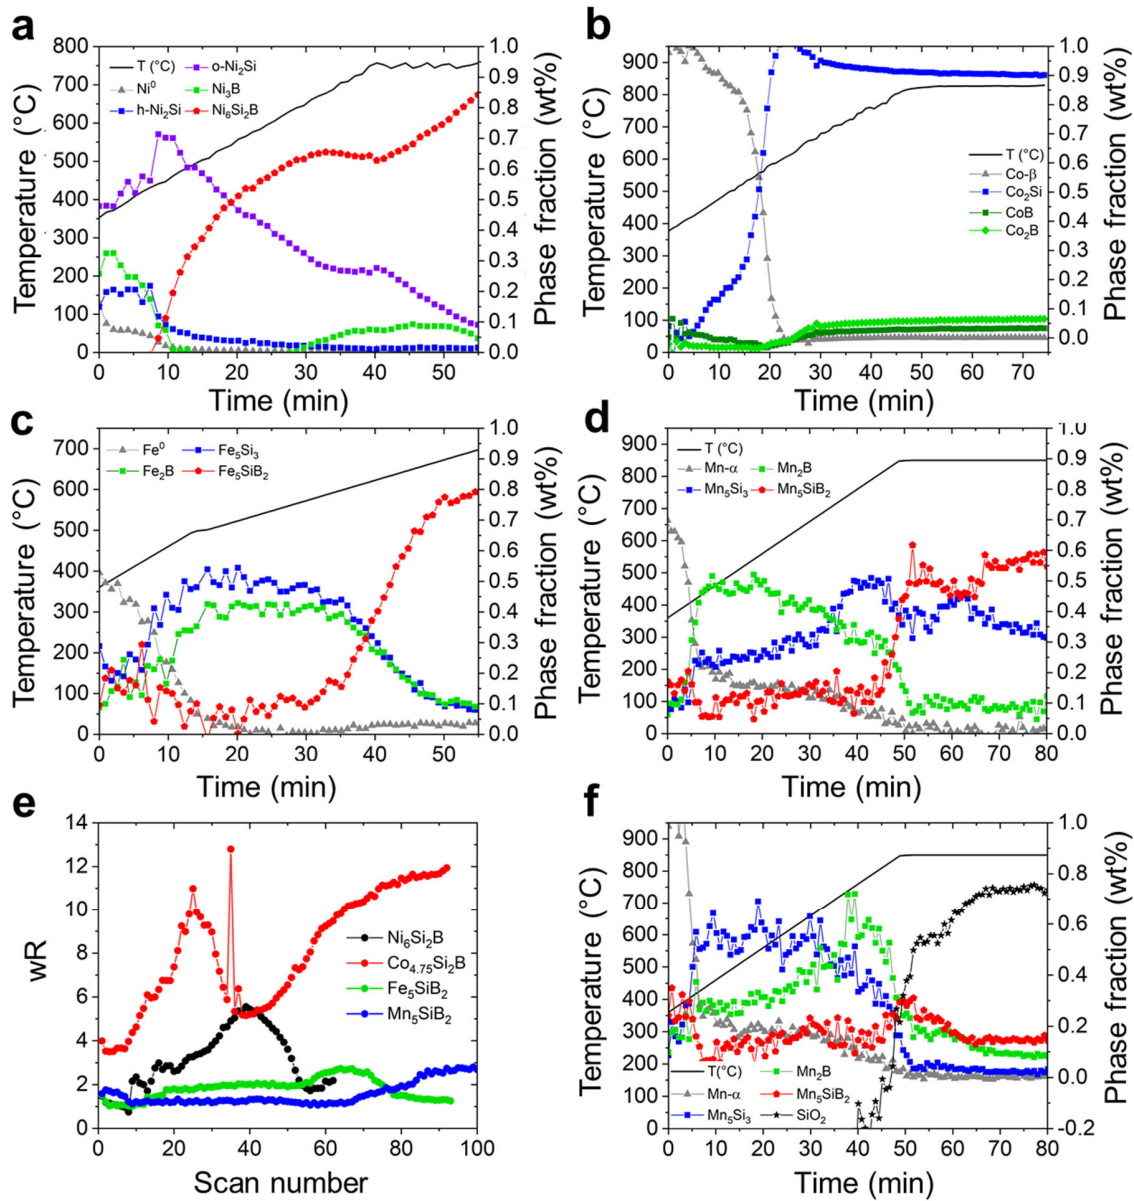 a
800
700
600
500
400
300
200
100
0
Temperature (°C)
T (°C)
Ni⁰
h-Ni₂Si
o-Ni₂Si
Ni₃B
Ni₆Si₂B
1.0
0.9
0.8
0.7
0.6
0.5
0.4
0.3
0.2
0.1
0.0
Phase fraction (wt%)
0 10 20 30 40 50
Time (min)
b
900
800
700
600
500
400
300
200
100
0
Temperature (°C)
T (°C)
Co-β
Co₂Si
CoB
Co₂B
1.0
0.9
0.8
0.7
0.6
0.5
0.4
0.3
0.2
0.1
0.0
Phase fraction (wt%)
0 10 20 30 40 50 60 70
Time (min)
c
700
600
500
400
300
200
100
0
Temperature (°C)
Fe⁰
Fe₂B
Fe₅Si₃
Fe₅SiB₂
1.0
0.9
0.8
0.7
0.6
0.5
0.4
0.3
0.2
0.1
0.0
Phase fraction (wt%)
0 10 20 30 40 50
Time (min)
d
900
800
700
600
500
400
300
200
100
0
Temperature (°C)
T (°C)
Mn-α
Mn₅Si₃
Mn₂B
Mn₅SiB₂
1.0
0.9
0.8
0.7
0.6
0.5
0.4
0.3
0.2
0.1
0.0
Phase fraction (wt%)
0 10 20 30 40 50 60 70 80
Time (min)
e
14
12
10
8
6
4
2
0
wR
Ni₆Si₂B
Co₄.₇₅Si₂B
Fe₅SiB₂
Mn₅SiB₂
0 20 40 60 80 100
Scan number
f
900
800
700
600
500
400
300
200
100
0
Temperature (°C)
T(°C)
Mn-α
Mn₅Si₃
Mn₂B
Mn₅SiB₂
SiO₂
1.0
0.8
0.6
0.4
0.2
0.0
-0.2
Phase fraction (wt%)
0 10 20 30 40 50 60 70 80
Time (min)